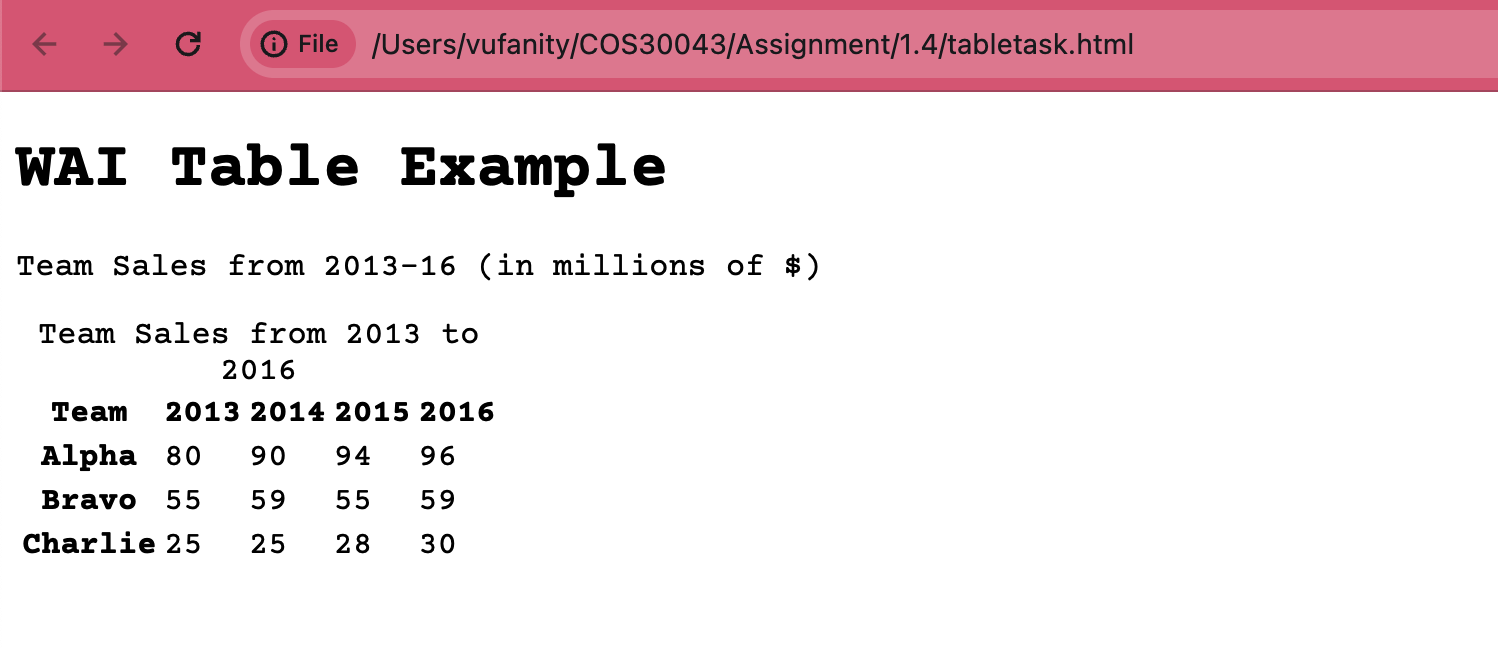 File /Users/vufanity/COS30043/Assignment/1.4/tabletask.html
WAI Table Example
Team Sales from 2013-16 (in millions of $)
Team Sales from 2013 to
2016
Team 2013 2014 2015 2016
Alpha 80 90 94 96
Bravo 55 59 55 59
Charlie 25 25 28 30